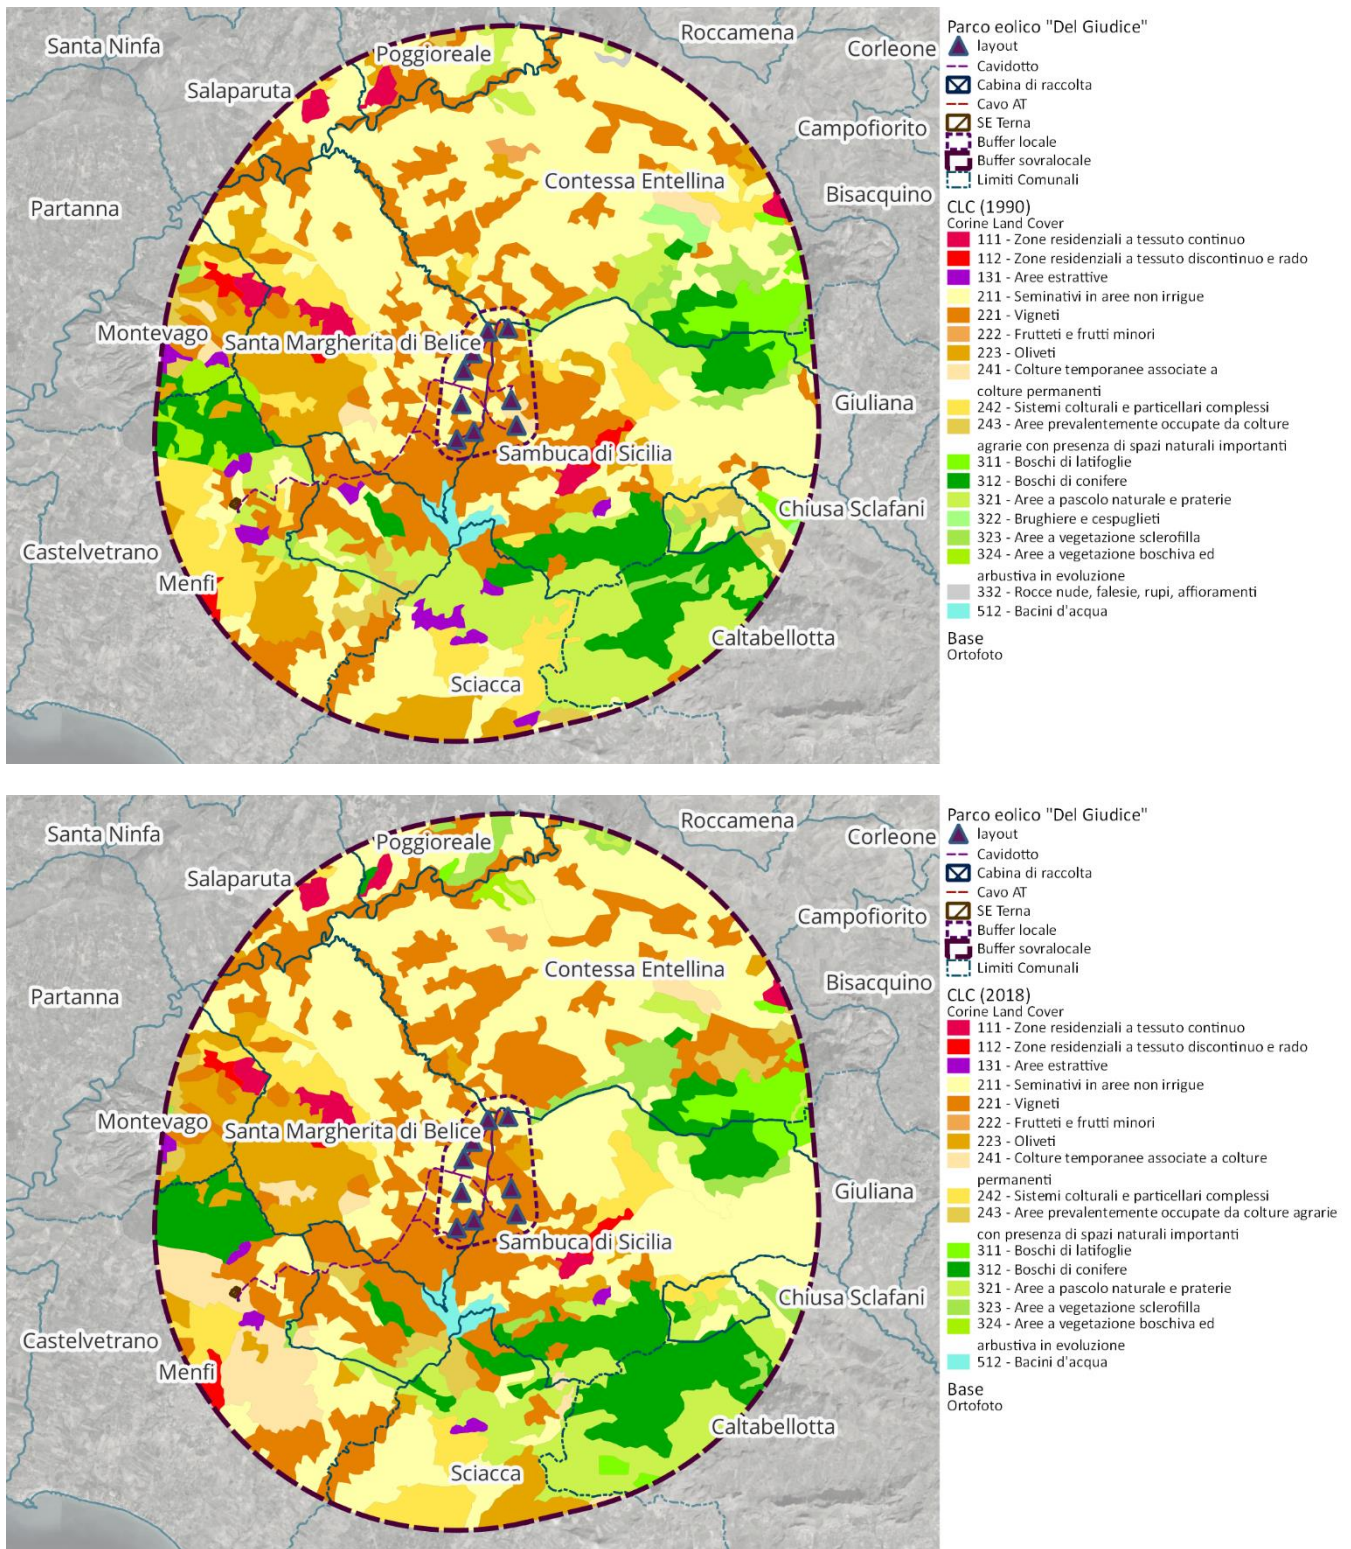 Santa Ninfa
Poggioreale
Roccamena
Corleone
Salaparuta
Campofiorito
Contessa Entellina
Bisacquino
Partanna
Montevago
Santa Margherita di Belice
Giuliana
Sambuca di Sicilia
Chiusa Sclafani
Castelvetrano
Menfi
Caltabellotta
Sciacca
Parco eolico "Del Giudice"
layout
Cavidotto
Cabina di raccolta
Cavo AT
SE Terna
Buffer locale
Buffer sovralocale
Limiti Comunali
CLC (1990)
Corine Land Cover
111 - Zone residenziali a tessuto continuo
112 - Zone residenziali a tessuto discontinuo e rado
131 - Aree estrattive
211 - Seminativi in aree non irrigue
221 - Vigneti
222 - Frutteti e frutti minori
223 - Oliveti
241 - Colture temporanee associate a
colture permanenti
242 - Sistemi colturali e particellari complessi
243 - Aree prevalentemente occupate da colture
agrarie con presenza di spazi naturali importanti
311 - Boschi di latifoglie
312 - Boschi di conifere
321 - Aree a pascolo naturale e praterie
322 - Brughiere e cespuglieti
323 - Aree a vegetazione sclerofilla
324 - Aree a vegetazione boschiva ed
arbustiva in evoluzione
332 - Rocce nude, falesie, rupi, affioramenti
512 - Bacini d'acqua
Base
Ortofoto
Santa Ninfa
Poggioreale
Roccamena
Corleone
Salaparuta
Campofiorito
Contessa Entellina
Bisacquino
Partanna
Montevago
Santa Margherita di Belice
Giuliana
Sambuca di Sicilia
Chiusa Sclafani
Castelvetrano
Menfi
Caltabellotta
Sciacca
Parco eolico "Del Giudice"
layout
Cavidotto
Cabina di raccolta
Cavo AT
SE Terna
Buffer locale
Buffer sovralocale
Limiti Comunali
CLC (2018)
Corine Land Cover
111 - Zone residenziali a tessuto continuo
112 - Zone residenziali a tessuto discontinuo e rado
131 - Aree estrattive
211 - Seminativi in aree non irrigue
221 - Vigneti
222 - Frutteti e frutti minori
223 - Oliveti
241 - Colture temporanee associate a colture
permanenti
242 - Sistemi colturali e particellari complessi
243 - Aree prevalentemente occupate da colture agrarie
con presenza di spazi naturali importanti
311 - Boschi di latifoglie
312 - Boschi di conifere
321 - Aree a pascolo naturale e praterie
323 - Aree a vegetazione sclerofilla
324 - Aree a vegetazione boschiva ed
arbustiva in evoluzione
512 - Bacini d'acqua
Base
Ortofoto